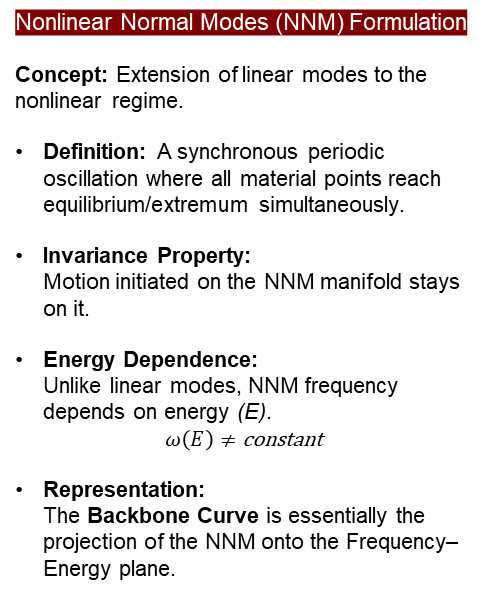 Nonlinear Normal Modes (NNM) Formulation
Concept: Extension of linear modes to the
nonlinear regime.
• Definition: A synchronous periodic
oscillation where all material points reach
equilibrium/extremum simultaneously.
• Invariance Property:
Motion initiated on the NNM manifold stays
on it.
• Energy Dependence:
Unlike linear modes, NNM frequency
depends on energy (E).
ω(E) ≠ constant
• Representation:
The Backbone Curve is essentially the
projection of the NNM onto the Frequency–
Energy plane.